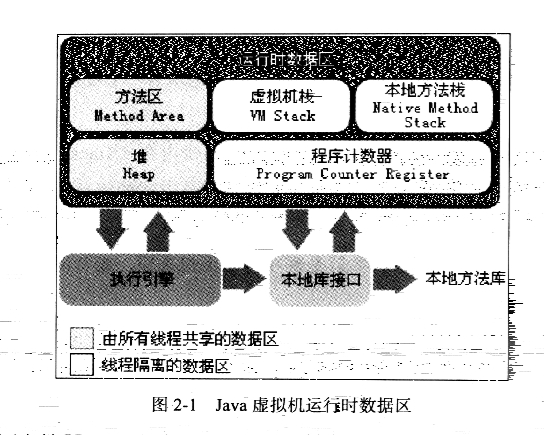 运行时数据区
方法区
Method Area
虚拟机栈
VM Stack
本地方法栈
Native Method
Stack
堆
Heap
程序计数器
Program Counter Register
执行引擎
本地库接口
本地方法库
由所有线程共享的数据区
线程隔离的数据区
图 2-1 Java 虚拟机运行时数据区